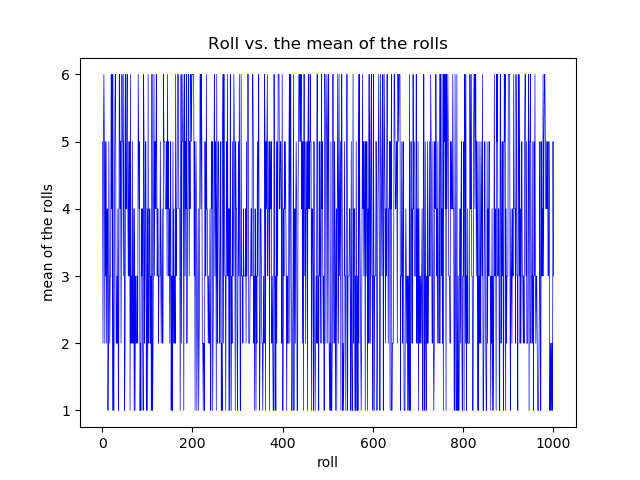 Roll vs. the mean of the rolls
6
5
4
3
2
1
mean of the rolls
0 200 400 600 800 1000
roll